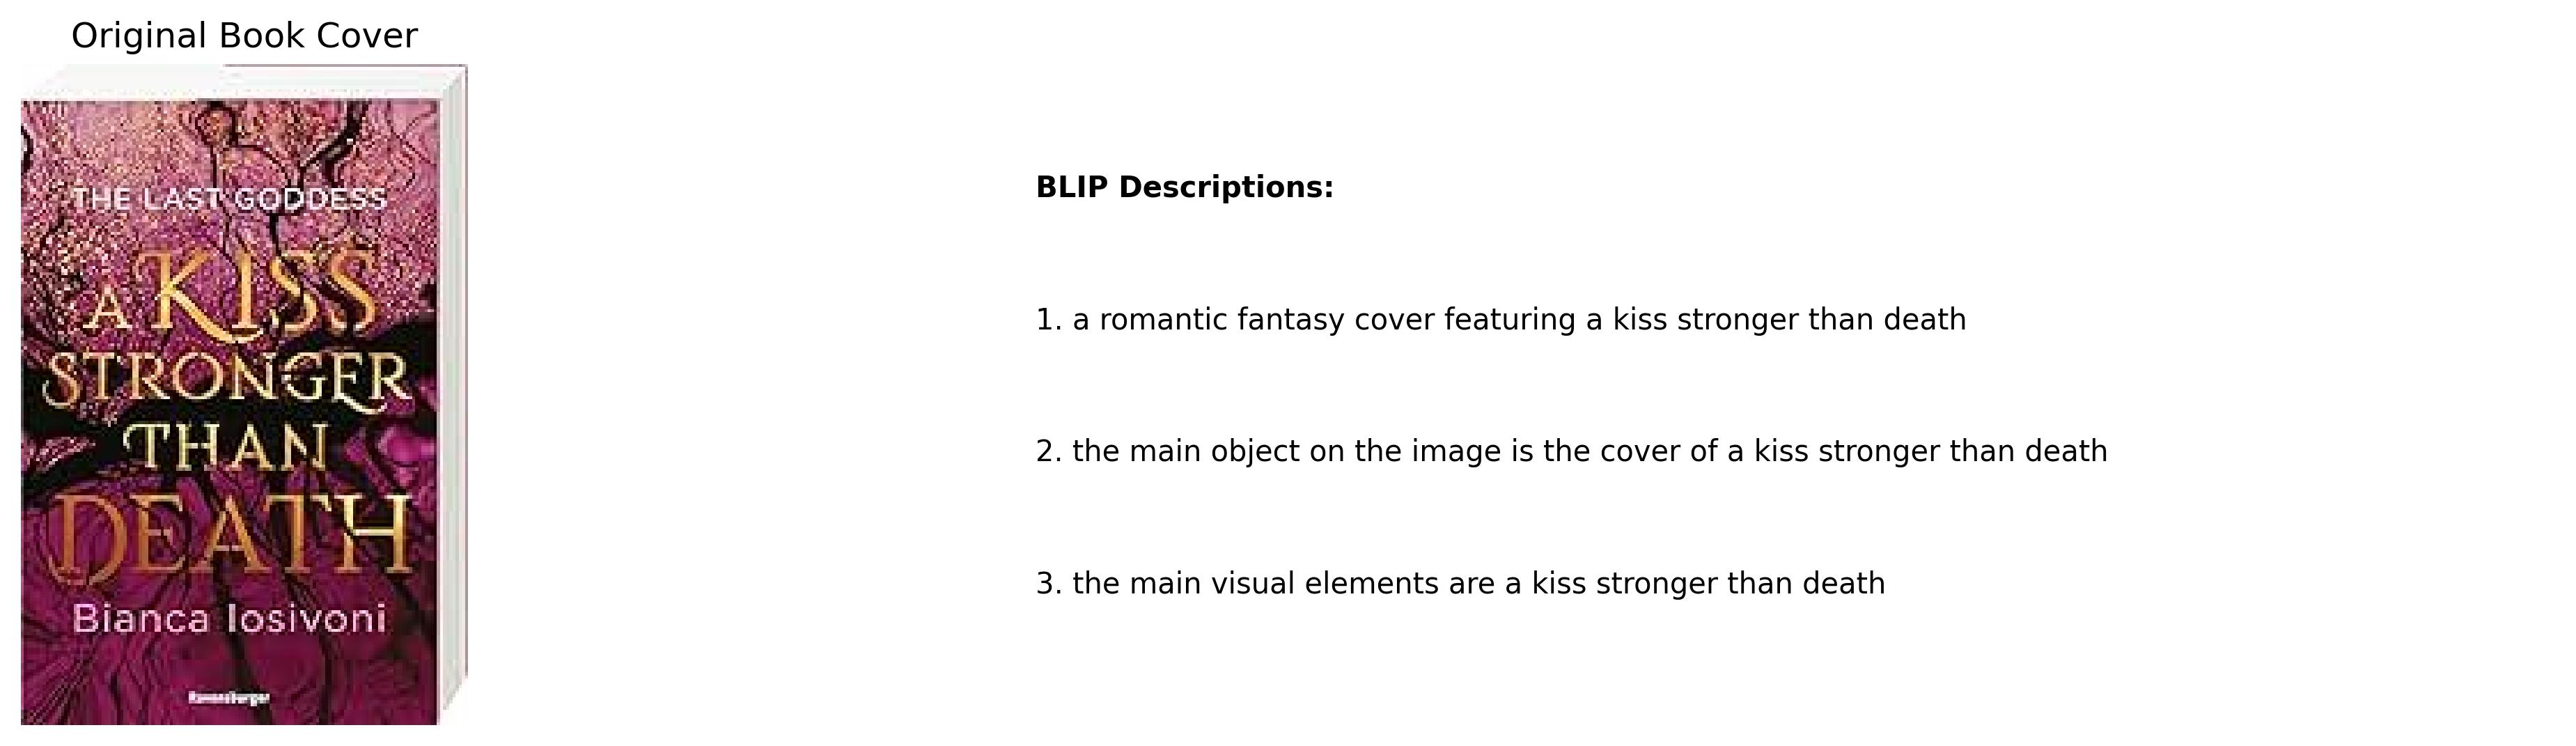 Original Book Cover
THE LAST GODDESS
A KISS
STRONGER
THAN
DEATH
Bianca Iosivoni
Ravensburger
BLIP Descriptions:
1. a romantic fantasy cover featuring a kiss stronger than death
2. the main object on the image is the cover of a kiss stronger than death
3. the main visual elements are a kiss stronger than death